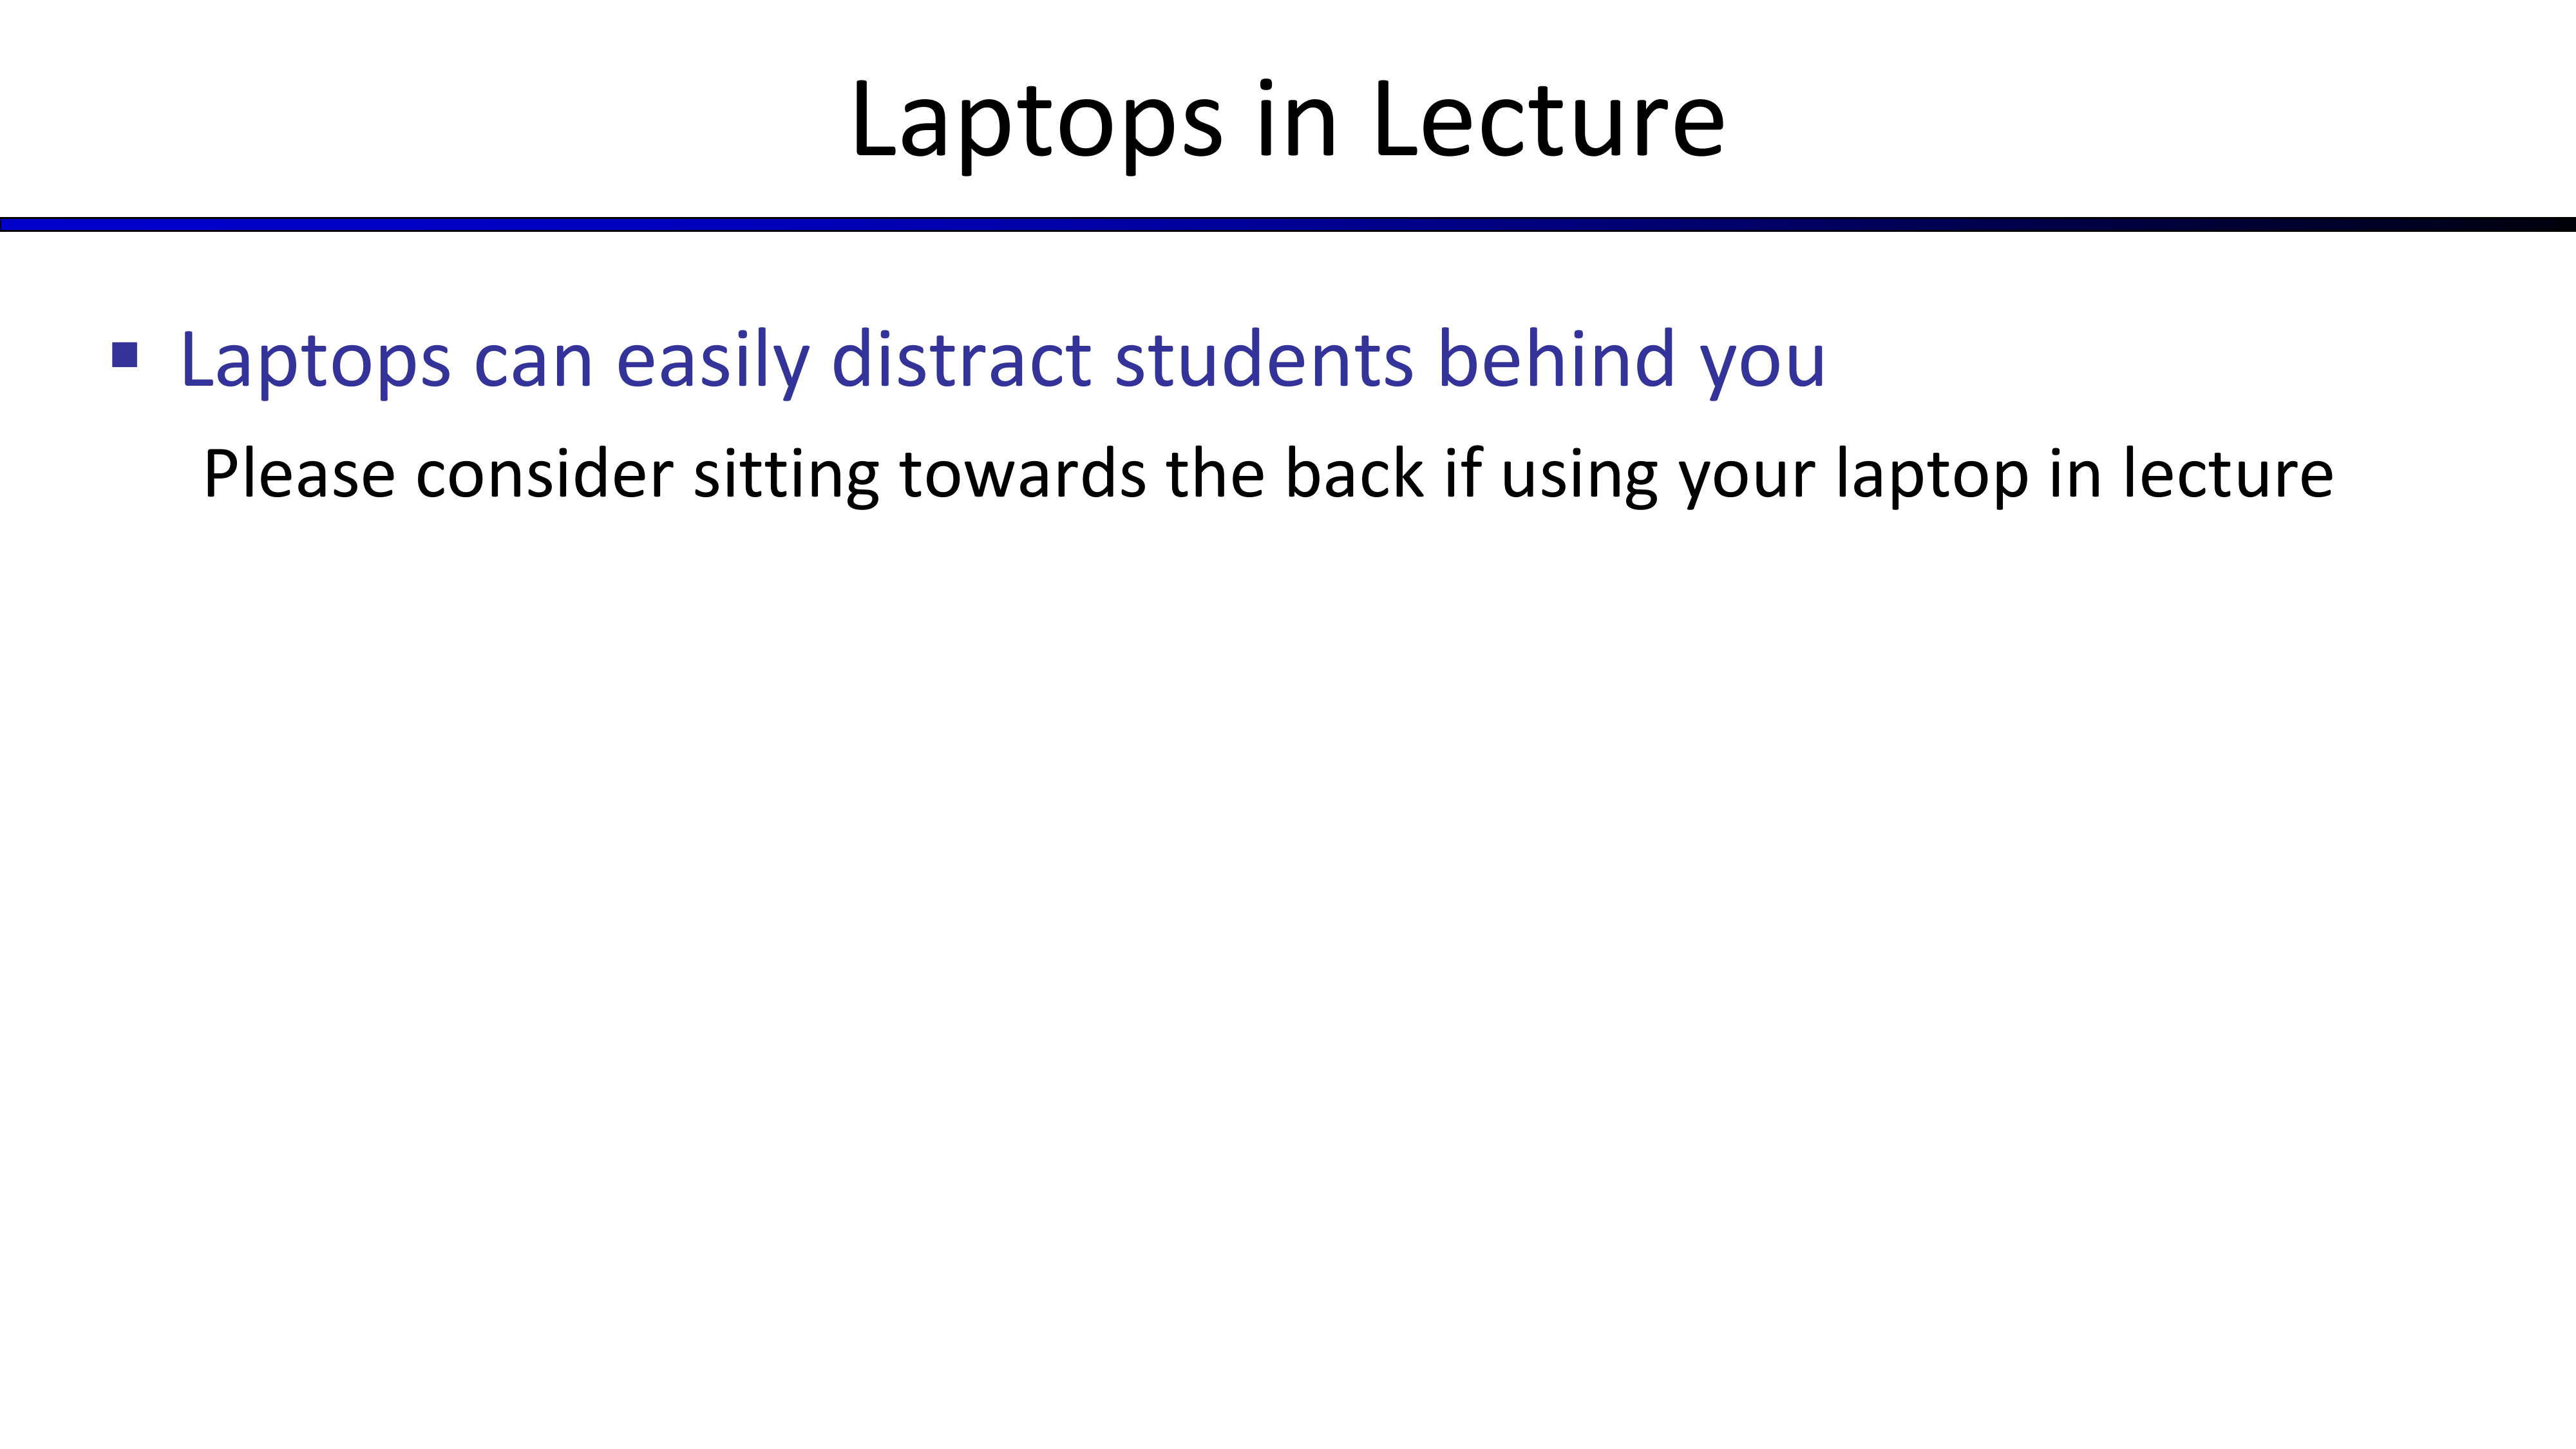 Laptops in Lecture
▪ Laptops can easily distract students behind you
Please consider sitting towards the back if using your laptop in lecture